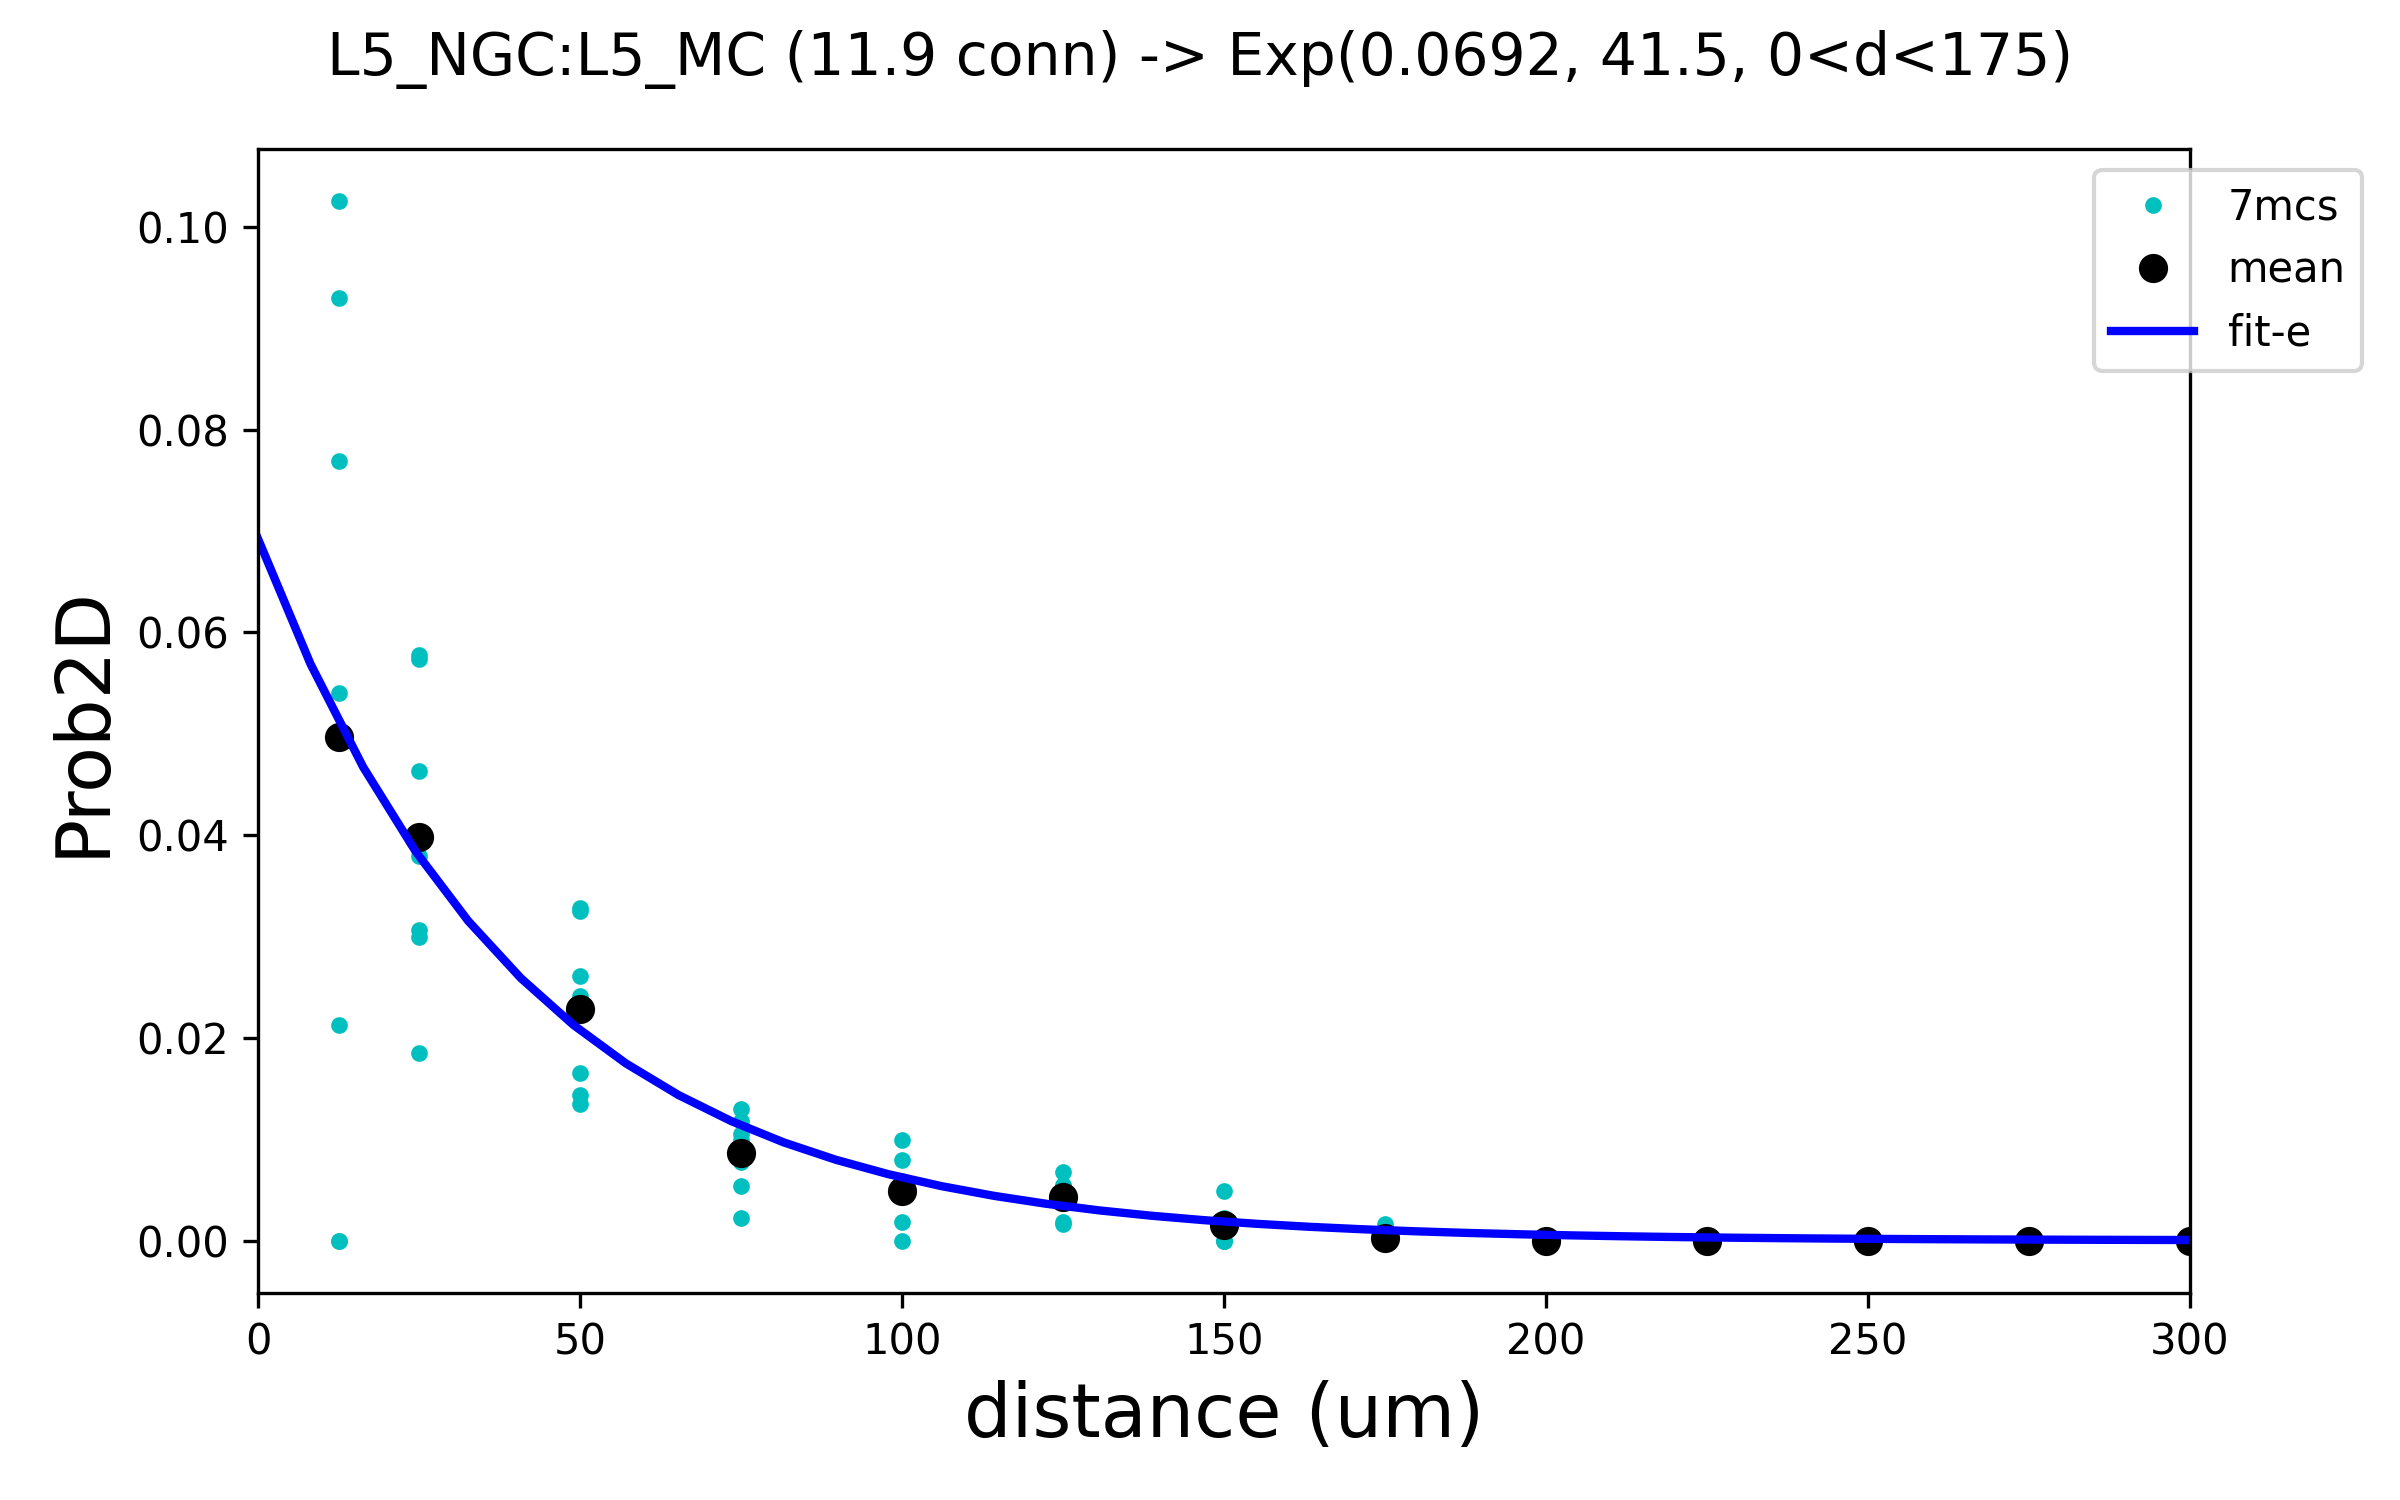 L5_NGC:L5_MC (11.9 conn) -> Exp(0.0692, 41.5, 0<d<175)
7mcs
mean
fit-e
Prob2D
0.10
0.08
0.06
0.04
0.02
0.00
0 50 100 150 200 250 300
distance (um)